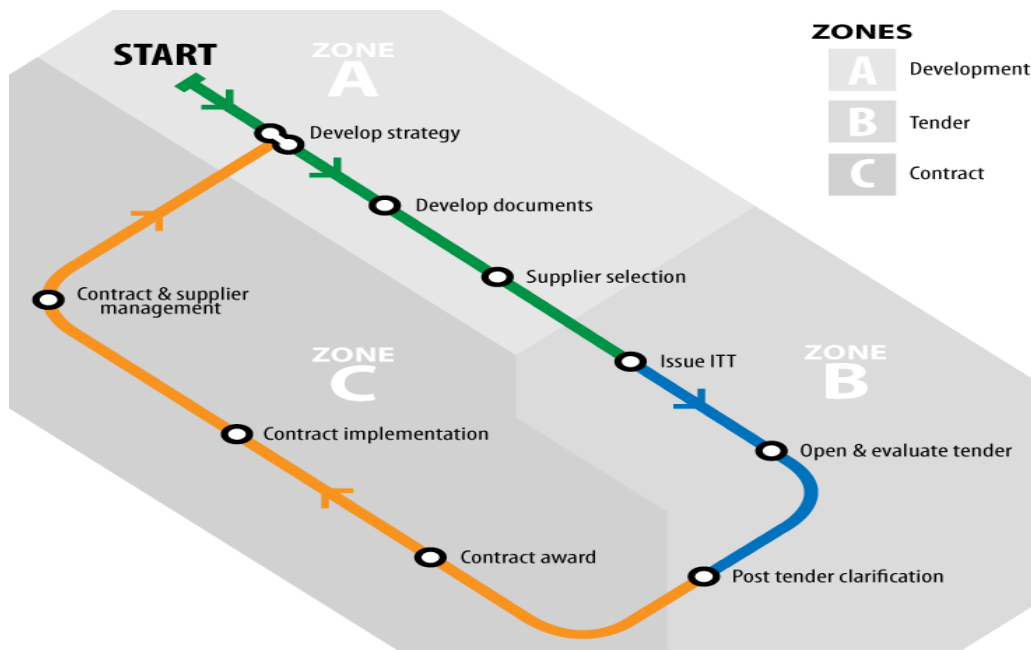 START
ZONE
A
ZONES
A Development
B Tender
C Contract
Develop strategy
Develop documents
Supplier selection
Issue ITT
ZONE
B
Open & evaluate tender
Post tender clarification
Contract award
Contract implementation
ZONE
C
Contract & supplier
management